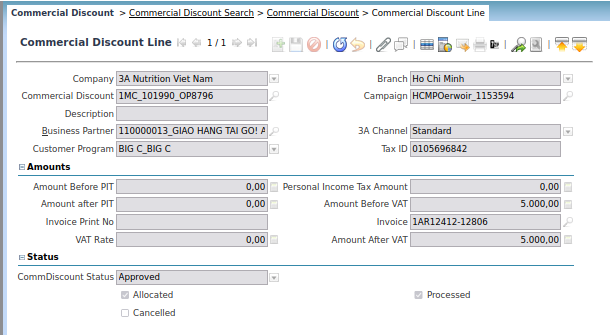 Commercial Discount > Commercial Discount Search > Commercial Discount > Commercial Discount Line
Commercial Discount Line 1 / 1
Company 3A Nutrition Viet Nam Branch Ho Chi Minh
Commercial Discount 1MC_101990_OP8796 Campaign HCMPOerwoir_1153594
Description
Business Partner 110000013_GIAO HANG TAI GO! A 3A Channel Standard
Customer Program BIG C_BIG C Tax ID 0105696842
Amounts
Amount Before PIT 0,00 Personal Income Tax Amount 0,00
Amount after PIT 0,00 Amount Before VAT 5.000,00
Invoice Print No Invoice 1AR12412-12806
VAT Rate 0,00 Amount After VAT 5.000,00
Status
CommDiscount Status Approved
Allocated Processed
Cancelled